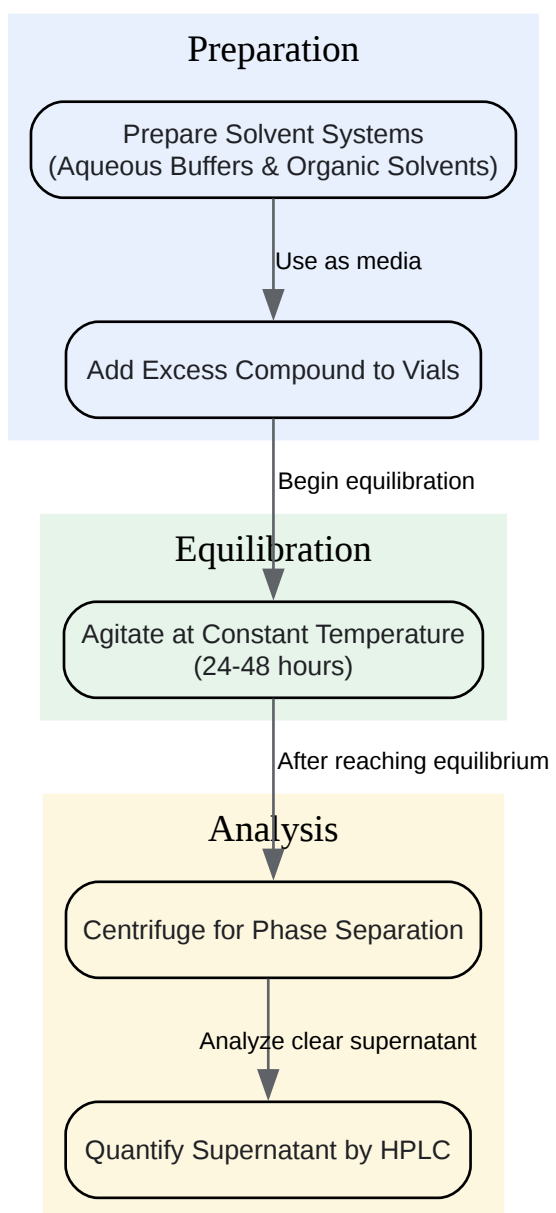 Preparation
Prepare Solvent Systems
(Aqueous Buffers & Organic Solvents)
Use as media
Add Excess Compound to Vials
Begin equilibration
Equilibration
Agitate at Constant Temperature
(24-48 hours)
After reaching equilibrium
Analysis
Centrifuge for Phase Separation
Analyze clear supernatant
Quantify Supernatant by HPLC